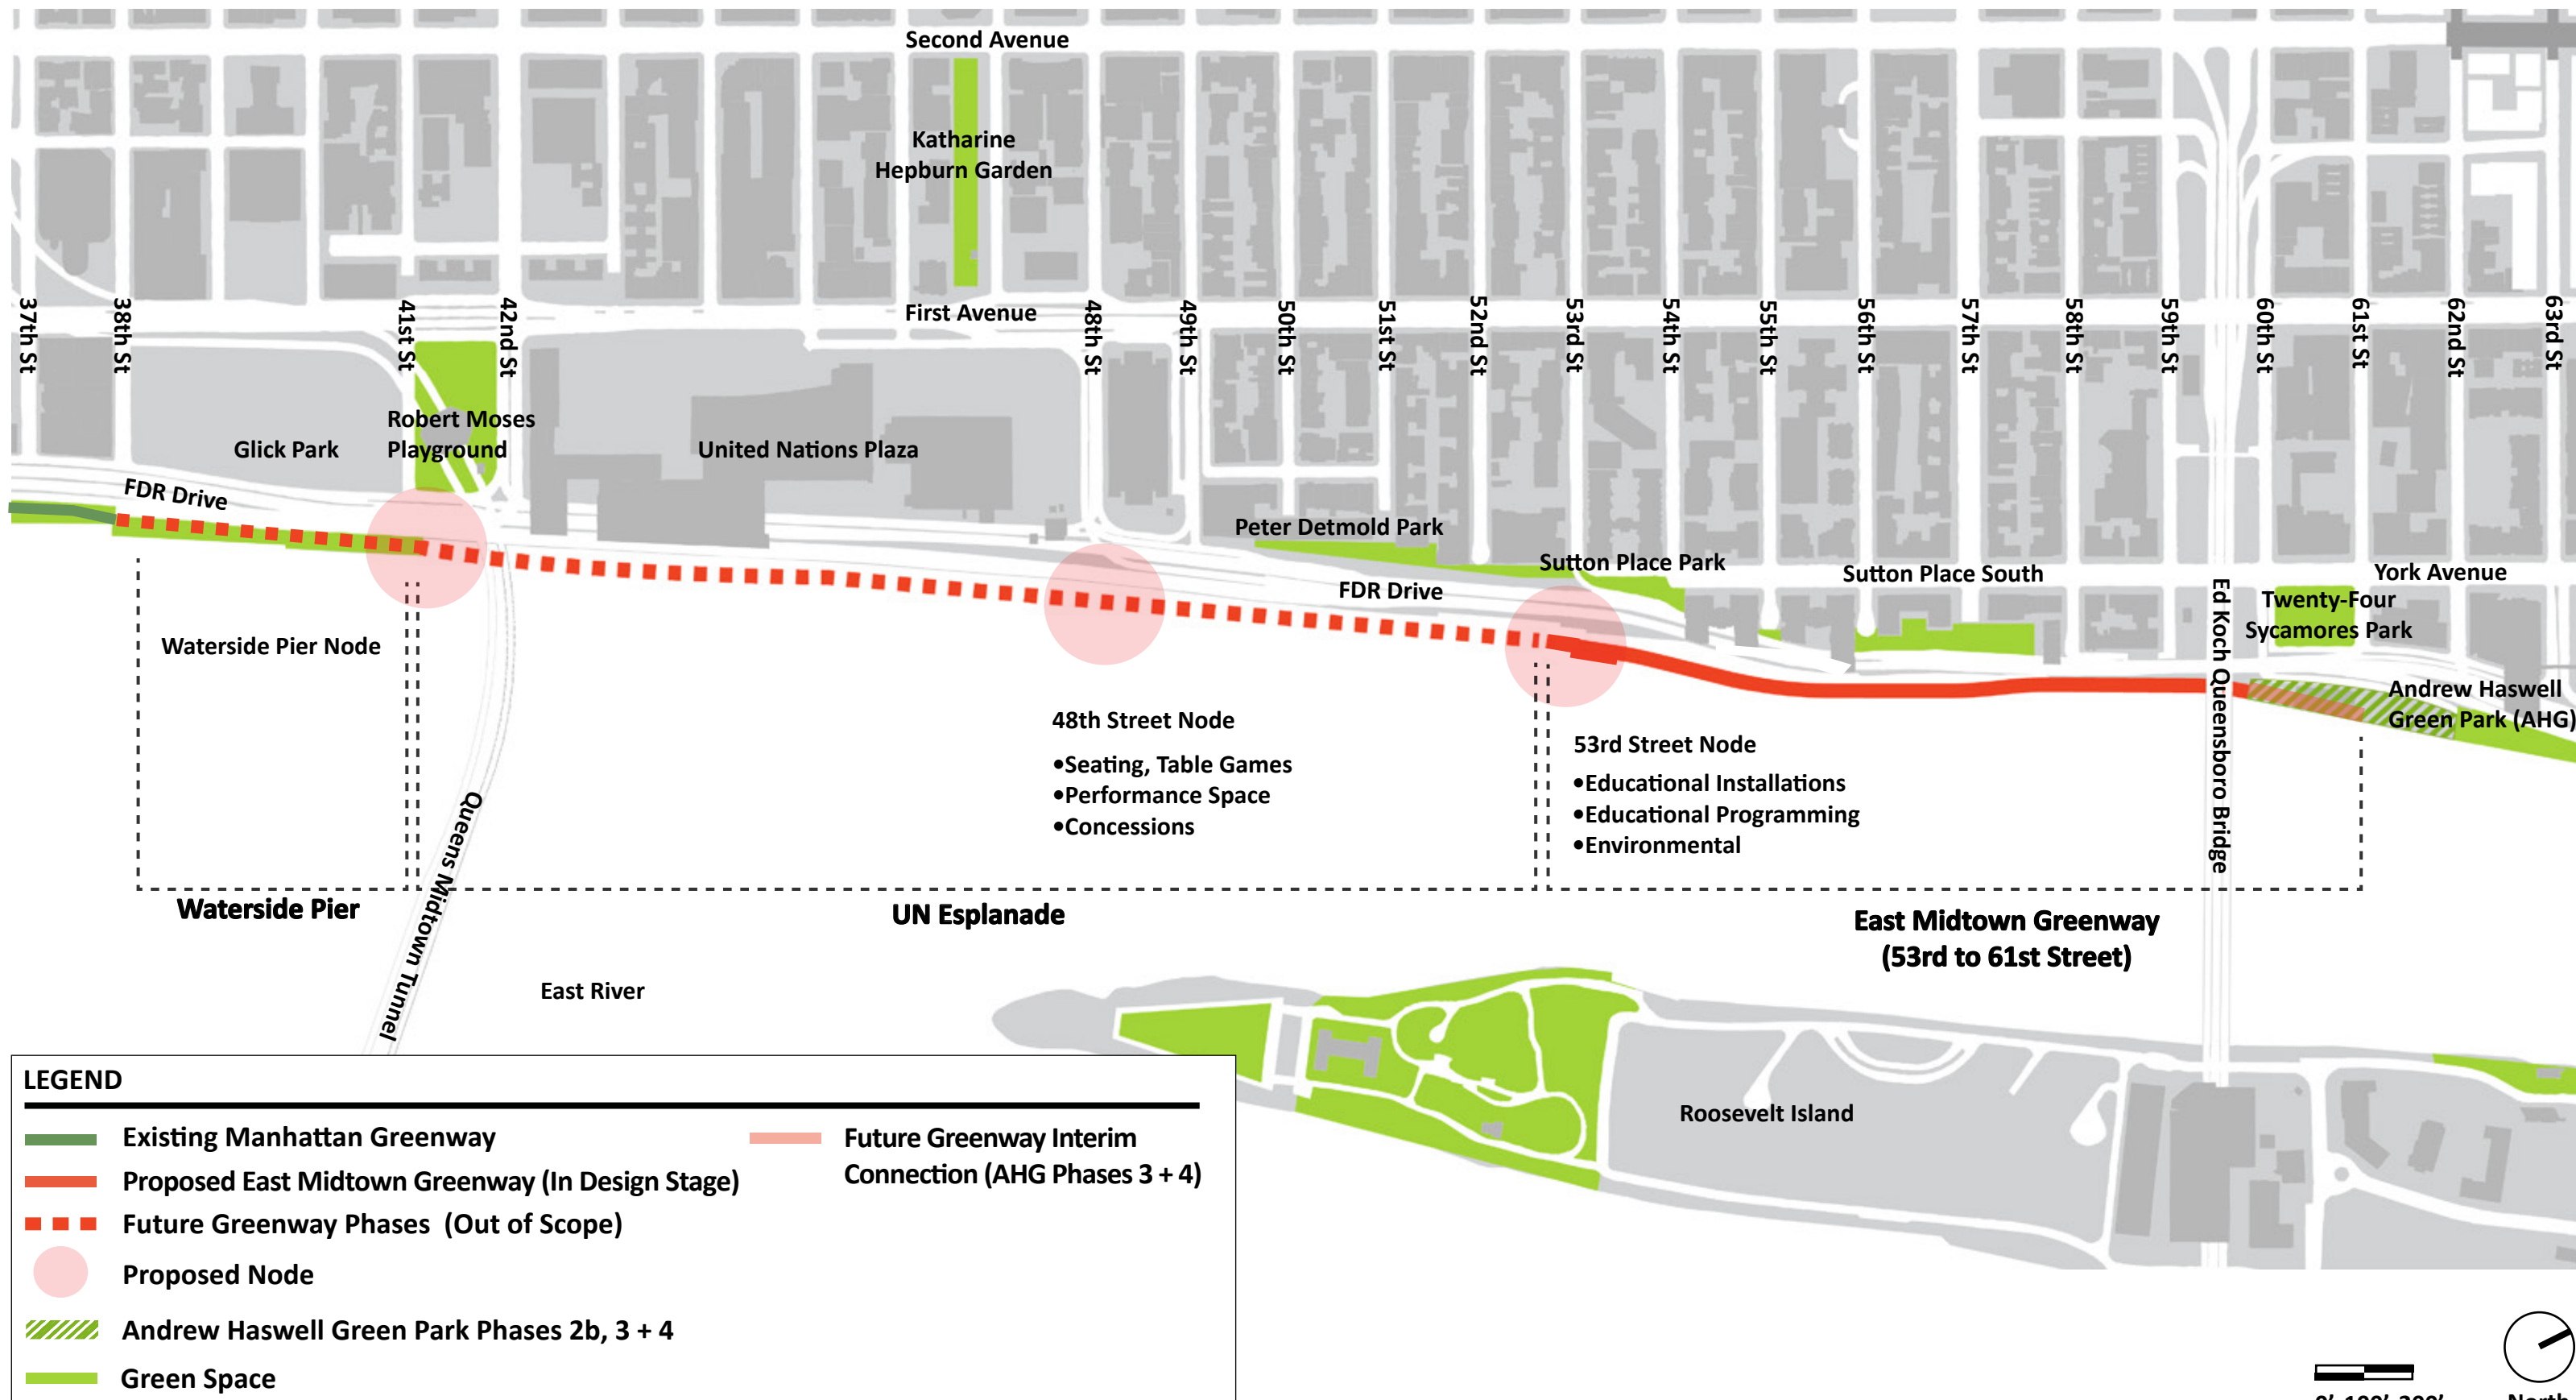 Second Avenue
Katharine
Hepburn Garden
First Avenue
37th St
38th St
41st St
42nd St
48th St
49th St
50th St
51st St
52nd St
53rd St
54th St
55th St
56th St
57th St
58th St
59th St
60th St
61st St
62nd St
63rd St
Glick Park
Robert Moses
Playground
United Nations Plaza
FDR Drive
Peter Detmold Park
Sutton Place Park
FDR Drive
Sutton Place South
York Avenue
Twenty-Four
Sycamores Park
Ed Koch Queensboro Bridge
Andrew Haswell
Green Park (AHG)
Waterside Pier Node
48th Street Node
•Seating, Table Games
•Performance Space
•Concessions
53rd Street Node
•Educational Installations
•Educational Programming
•Environmental
Queens Midtown Tunnel
Waterside Pier
UN Esplanade
East Midtown Greenway
(53rd to 61st Street)
East River
Roosevelt Island
LEGEND
Existing Manhattan Greenway
Proposed East Midtown Greenway (In Design Stage)
Future Greenway Phases (Out of Scope)
Proposed Node
Andrew Haswell Green Park Phases 2b, 3 + 4
Green Space
Future Greenway Interim
Connection (AHG Phases 3 + 4)
0' 100' 200'
North